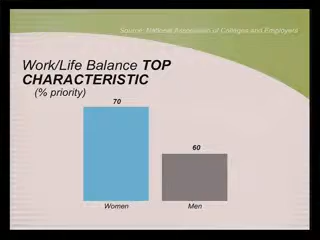 Source: National Association of Colleges and Employers
Work/Life Balance TOP
CHARACTERISTIC
(% priority)
70
60
Women
Men